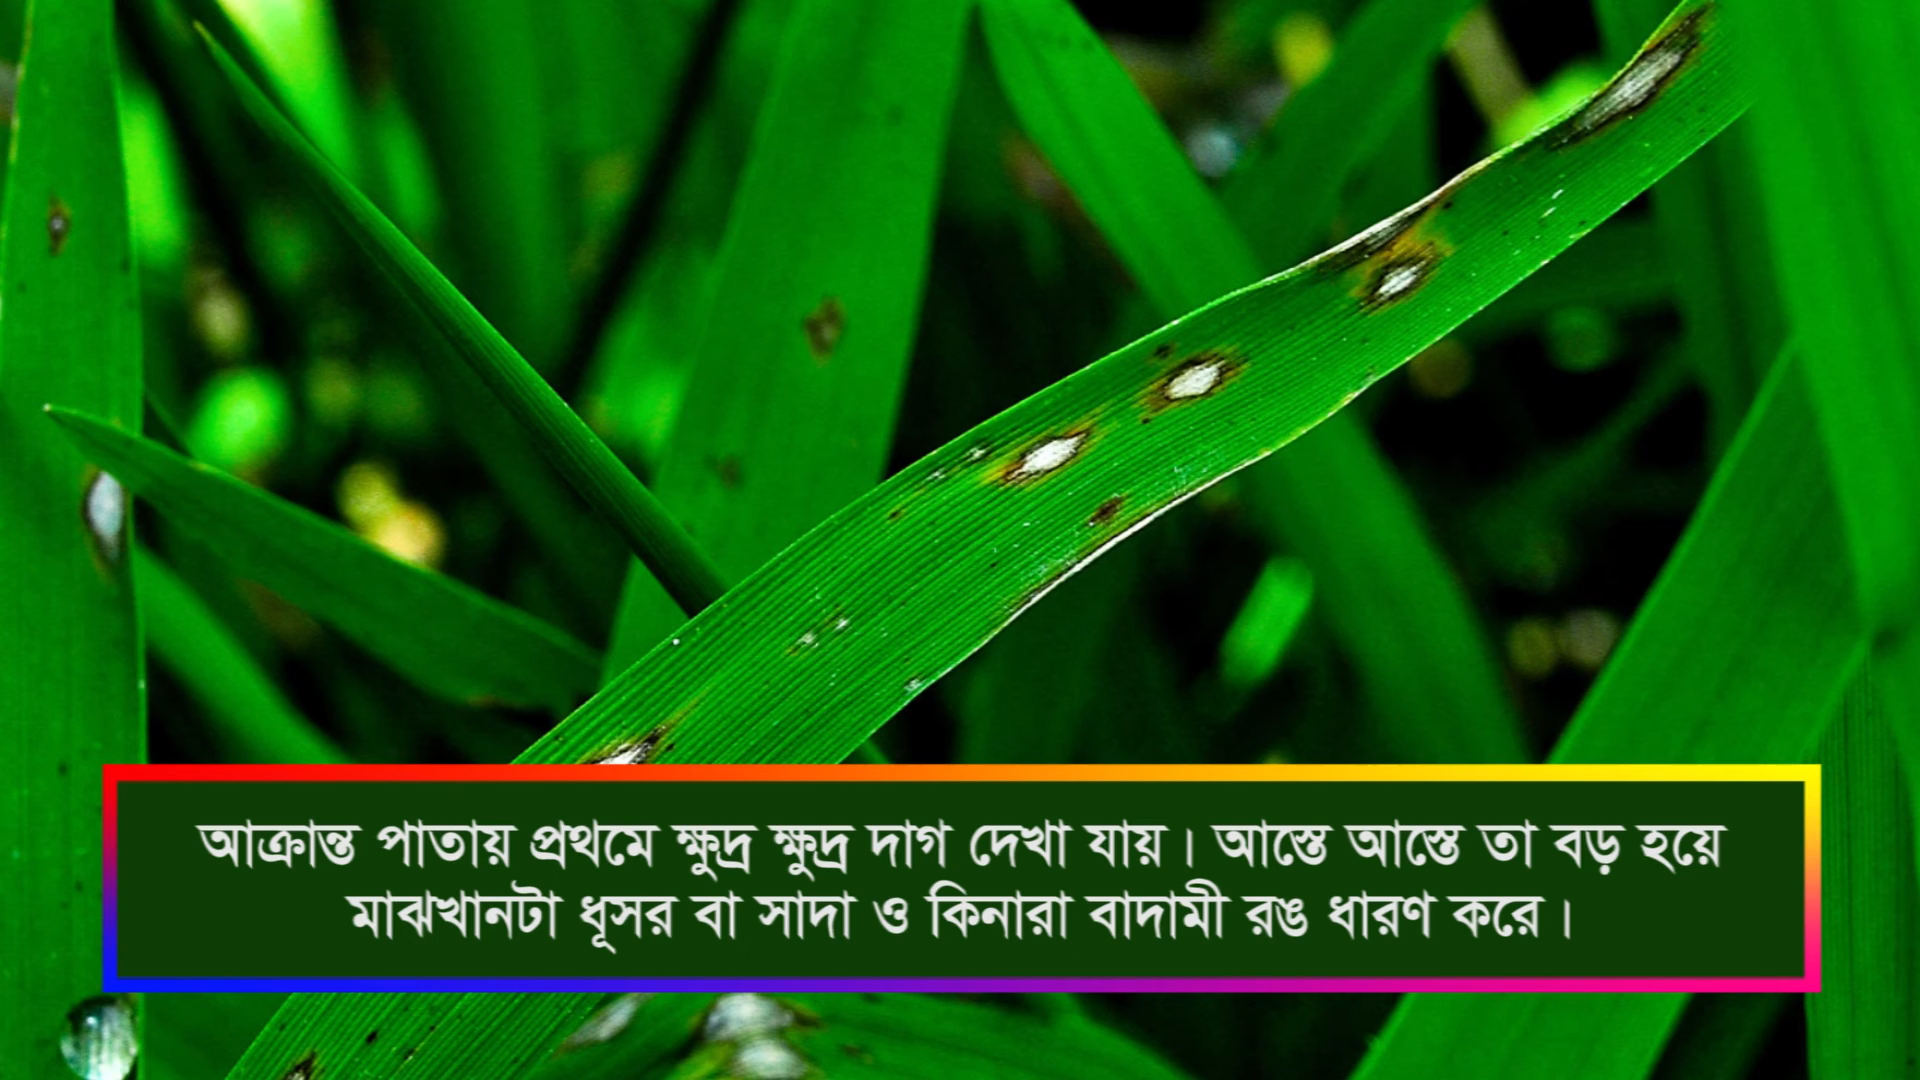 আক্রান্ত পাতায় প্রথমে ক্ষুদ্র ক্ষুদ্র দাগ দেখা যায়। আস্তে আস্তে তা বড় হয়ে
মাঝখানটা ধূসর বা সাদা ও কিনারা বাদামী রঙ ধারণ করে।